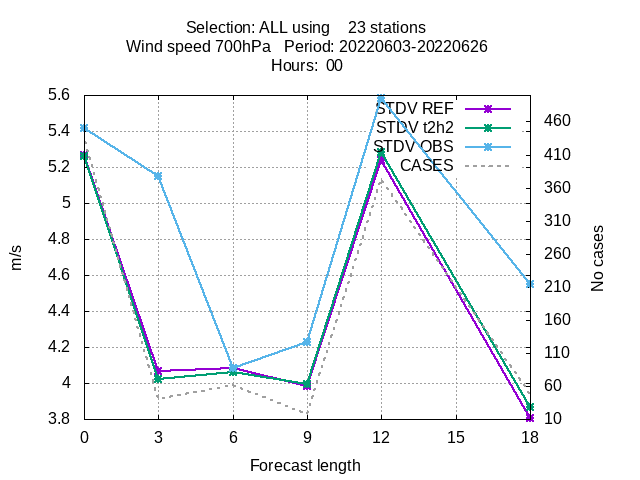 Selection: ALL using    23 stations
Wind speed 700hPa   Period: 20220603-20220626
Hours:  00
STDV REF
STDV t2h2
STDV OBS
CASES
5.6
5.4
5.2
5
4.8
4.6
4.4
4.2
4
3.8
m/s
460
410
360
310
260
210
160
110
60
10
No cases
0 3 6 9 12 15 18
Forecast length